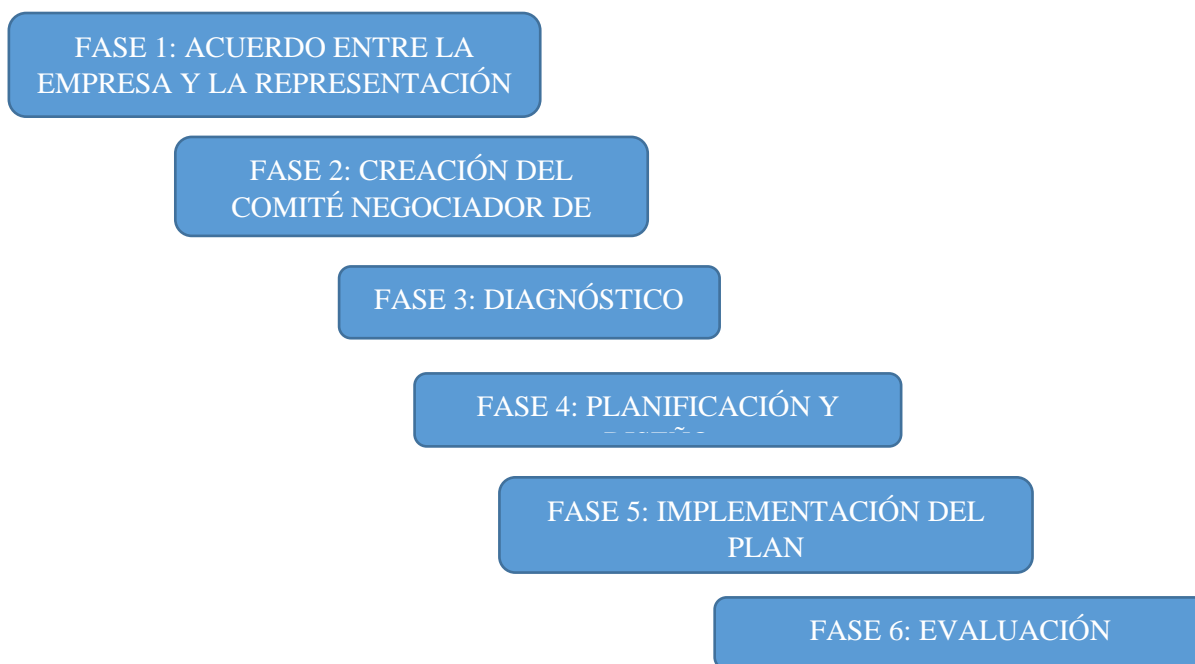 FASE 1: ACUERDO ENTRE LA
EMPRESA Y LA REPRESENTACIÓN
FASE 2: CREACIÓN DEL
COMITÉ NEGOCIADOR DE
FASE 3: DIAGNÓSTICO
FASE 4: PLANIFICACIÓN Y
FASE 5: IMPLEMENTACIÓN DEL
PLAN
FASE 6: EVALUACIÓN